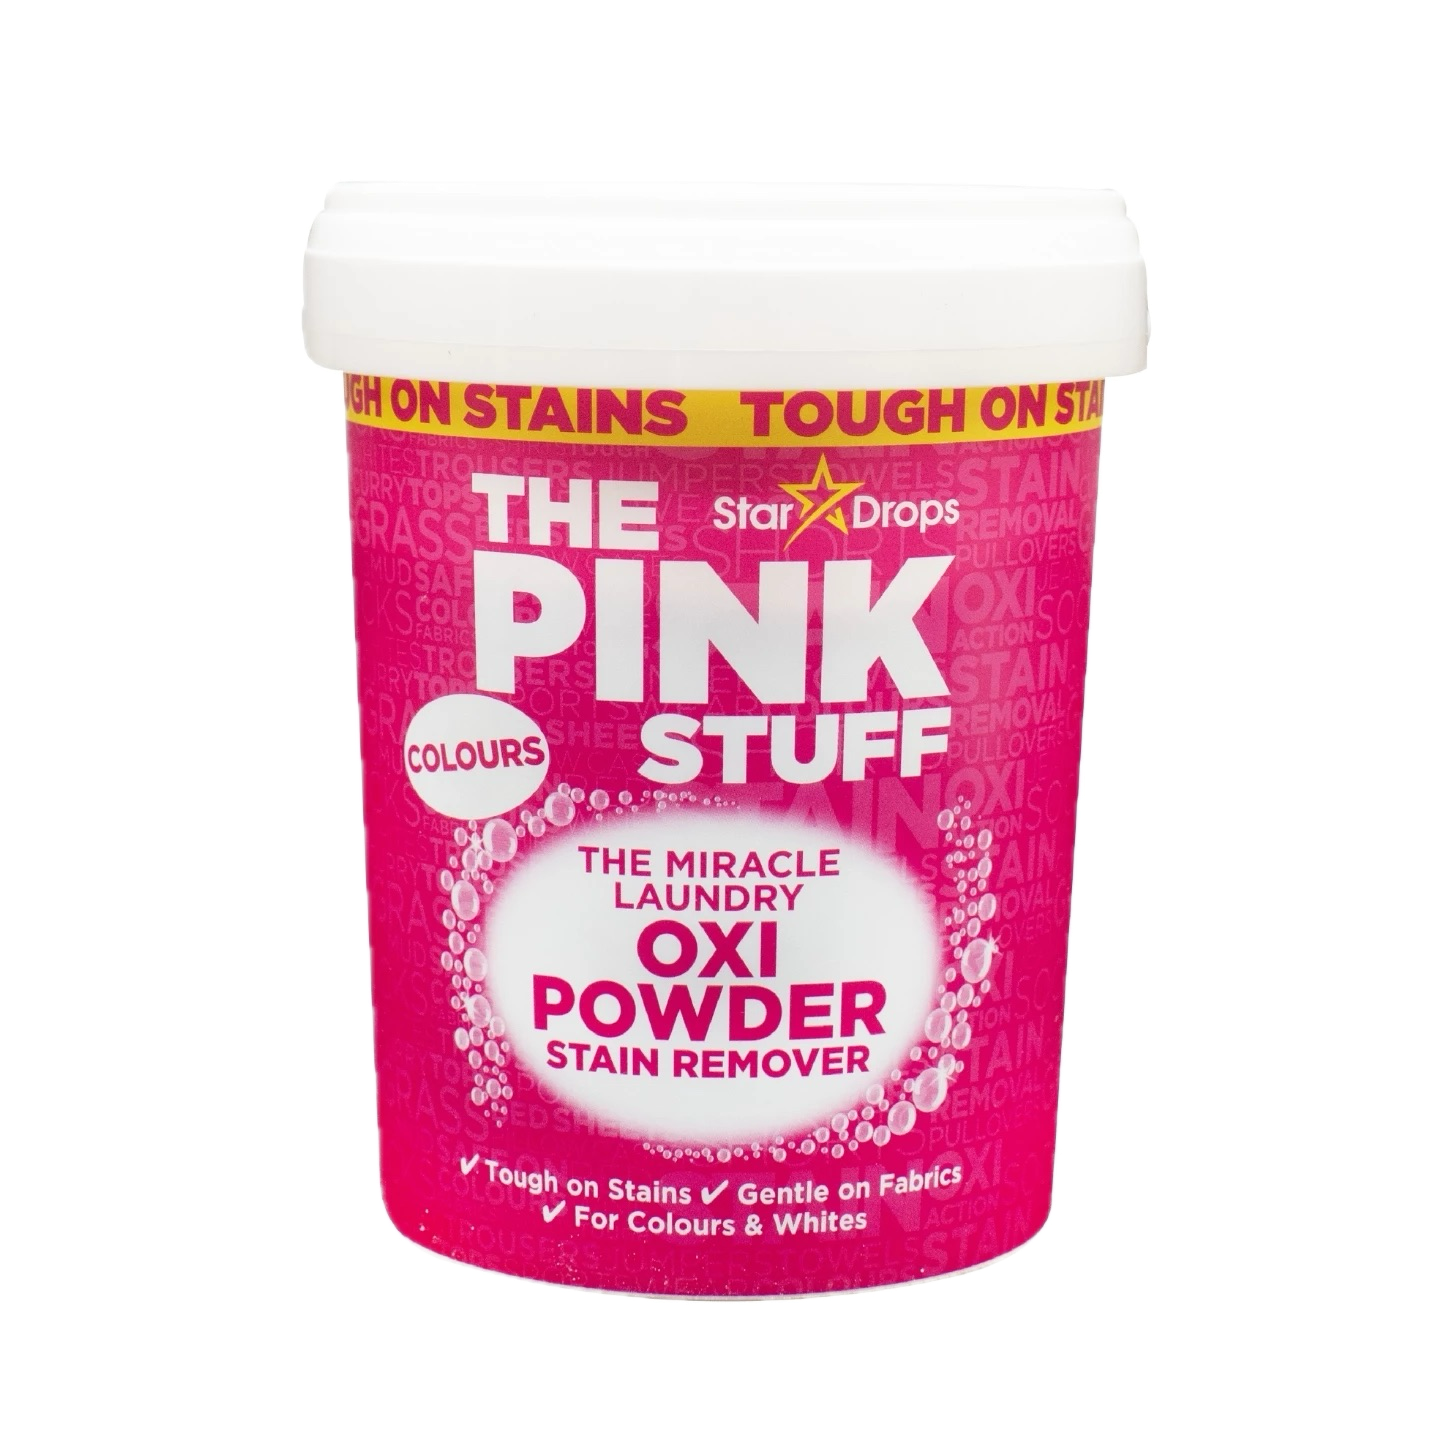 UGH ON STAINS TOUGH ON STA
THE
Star Drops
PINK
STUFF
COLOURS
THE MIRACLE
LAUNDRY
OXI
POWDER
STAIN REMOVER
✓ Tough on Stains ✓ Gentle on Fabrics
✓ For Colours & Whites